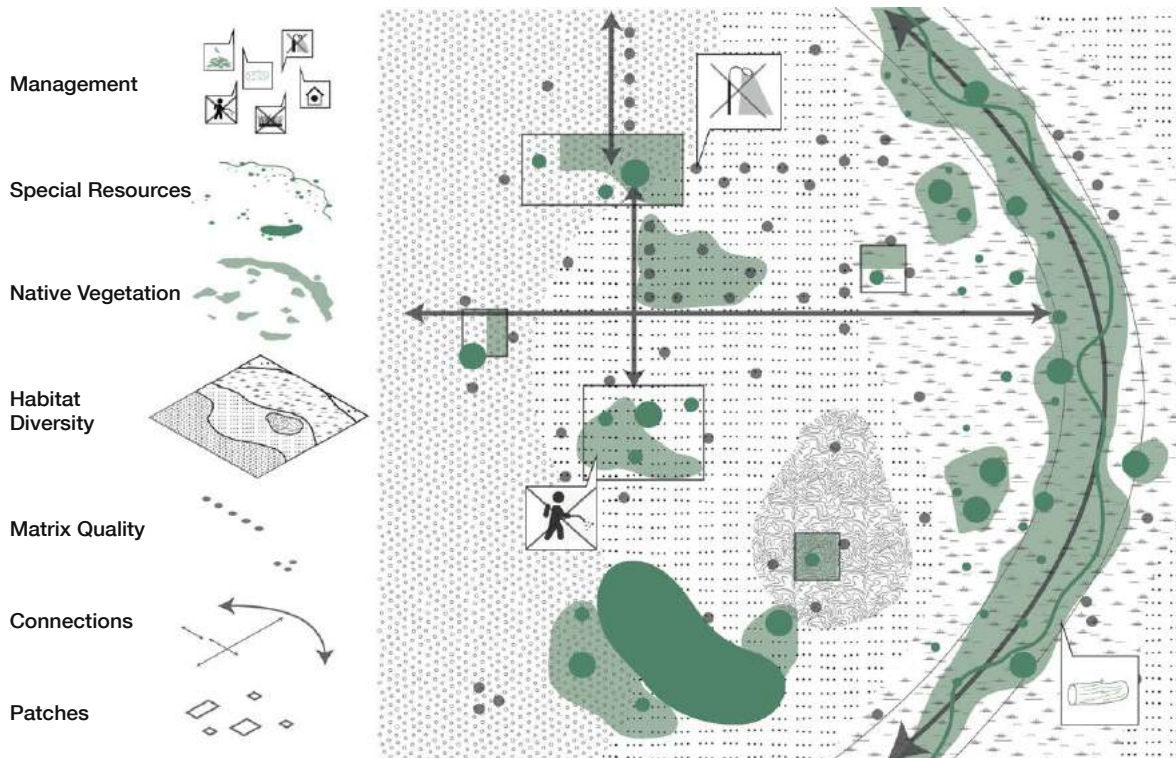 Management
Special Resources
Native Vegetation
Habitat
Diversity
Matrix Quality
Connections
Patches